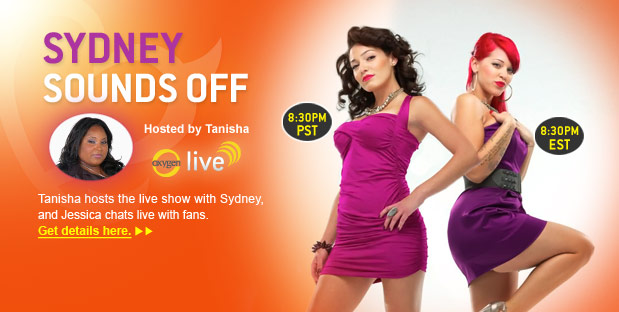 SYDNEY
SOUNDS OFF
Hosted by Tanisha
oxygen live
Tanisha hosts the live show with Sydney,
and Jessica chats live with fans.
Get details here.
8:30PM
PST
8:30PM
EST